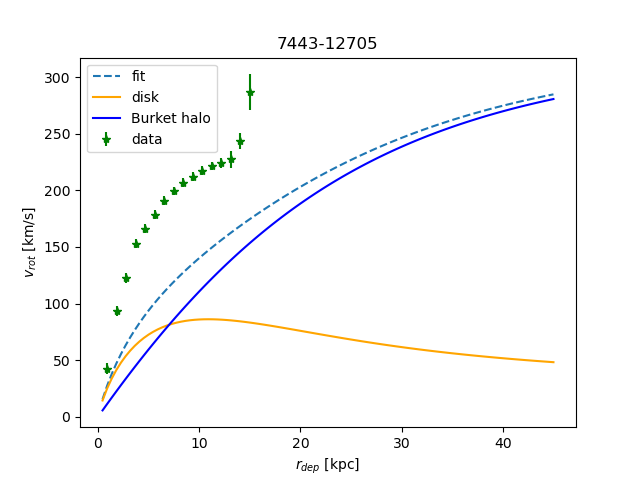 7443-12705
fit
disk
Burket halo
data
300
250
200
150
100
50
0
v_rot [km/s]
0 10 20 30 40
r_dep [kpc]